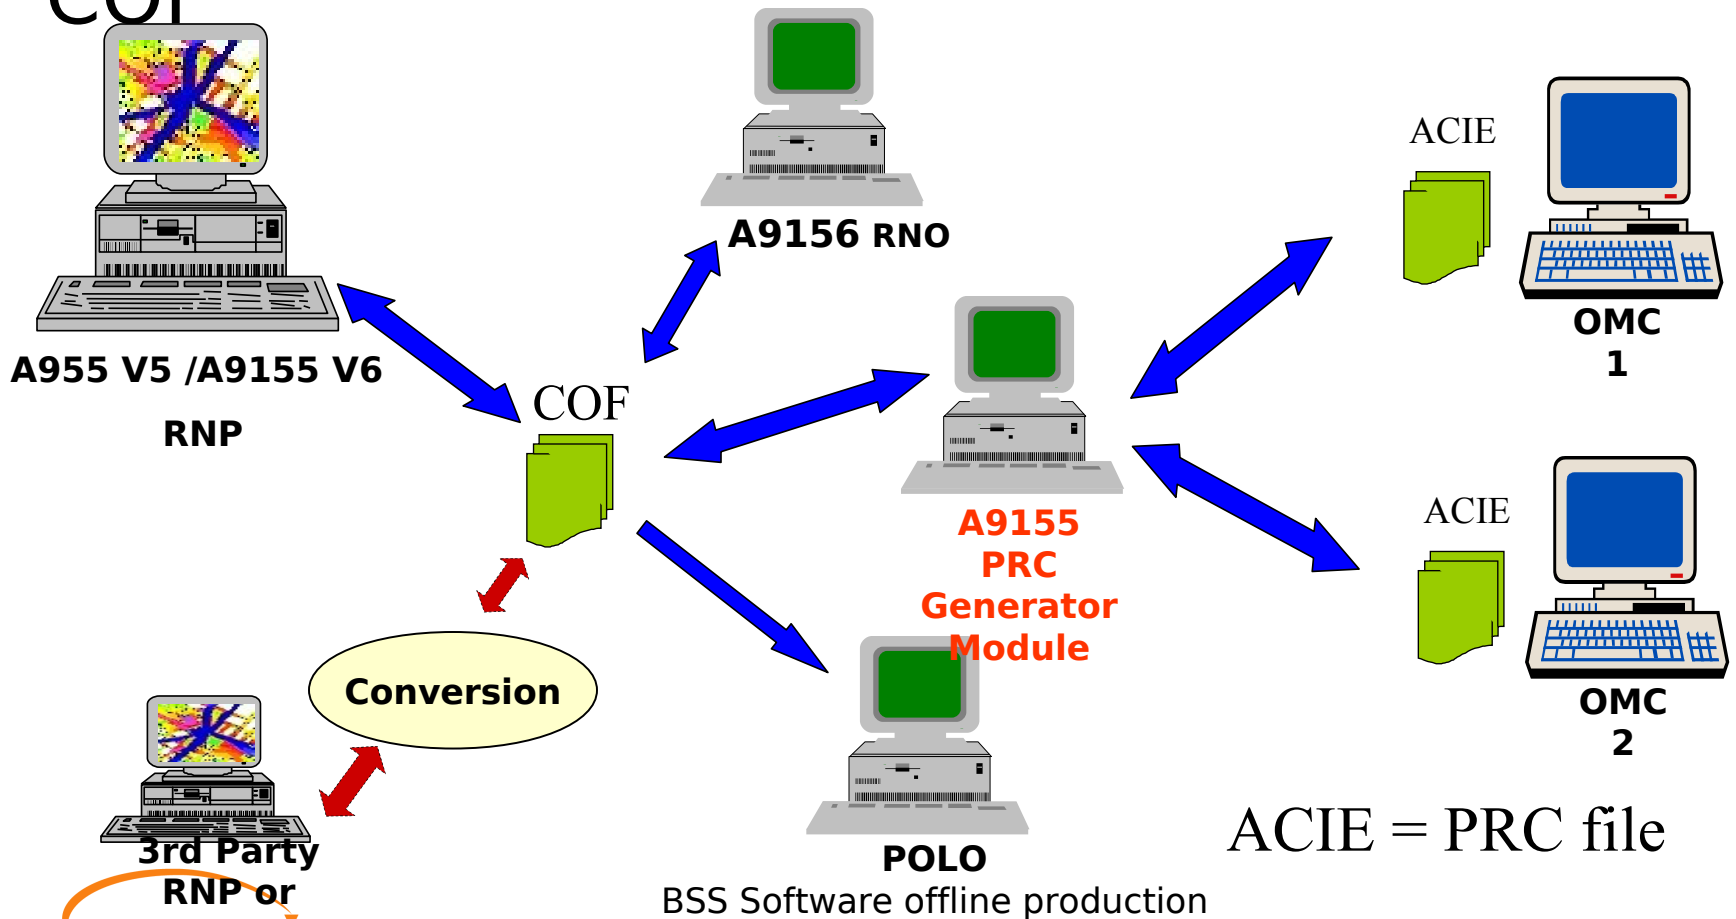 COF
A9156 RNO
ACIE
OMC
1
A955 V5 /A9155 V6
RNP
COF
A9155
PRC
Generator
Module
ACIE
OMC
2
Conversion
3rd Party
RNP or
POLO
BSS Software offline production
ACIE = PRC file